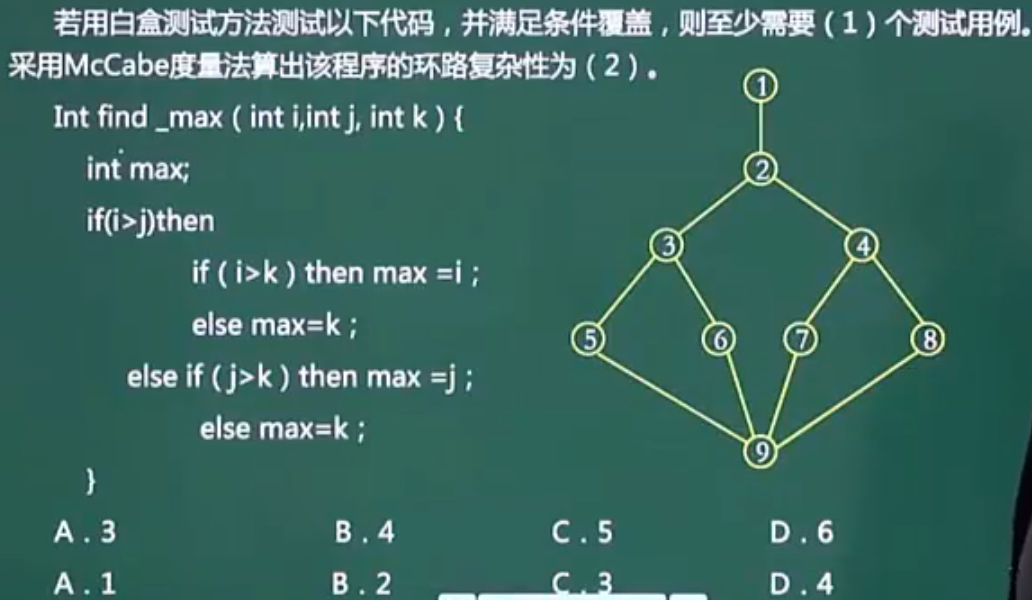 若用白盒测试方法测试以下代码，并满足条件覆盖，则至少需要（1）个测试用例。
采用McCabe度量法算出该程序的环路复杂性为（2）。
Int find _max ( int i,int j, int k ) {
int max;
if(i>j)then
if ( i>k ) then max =i ;
else max=k ;
else if ( j>k ) then max =j ;
else max=k ;
}
1
2
3 4
5 6 7 8
9
A . 3 B . 4 C . 5 D . 6
A . 1 B . 2 C . 3 D . 4